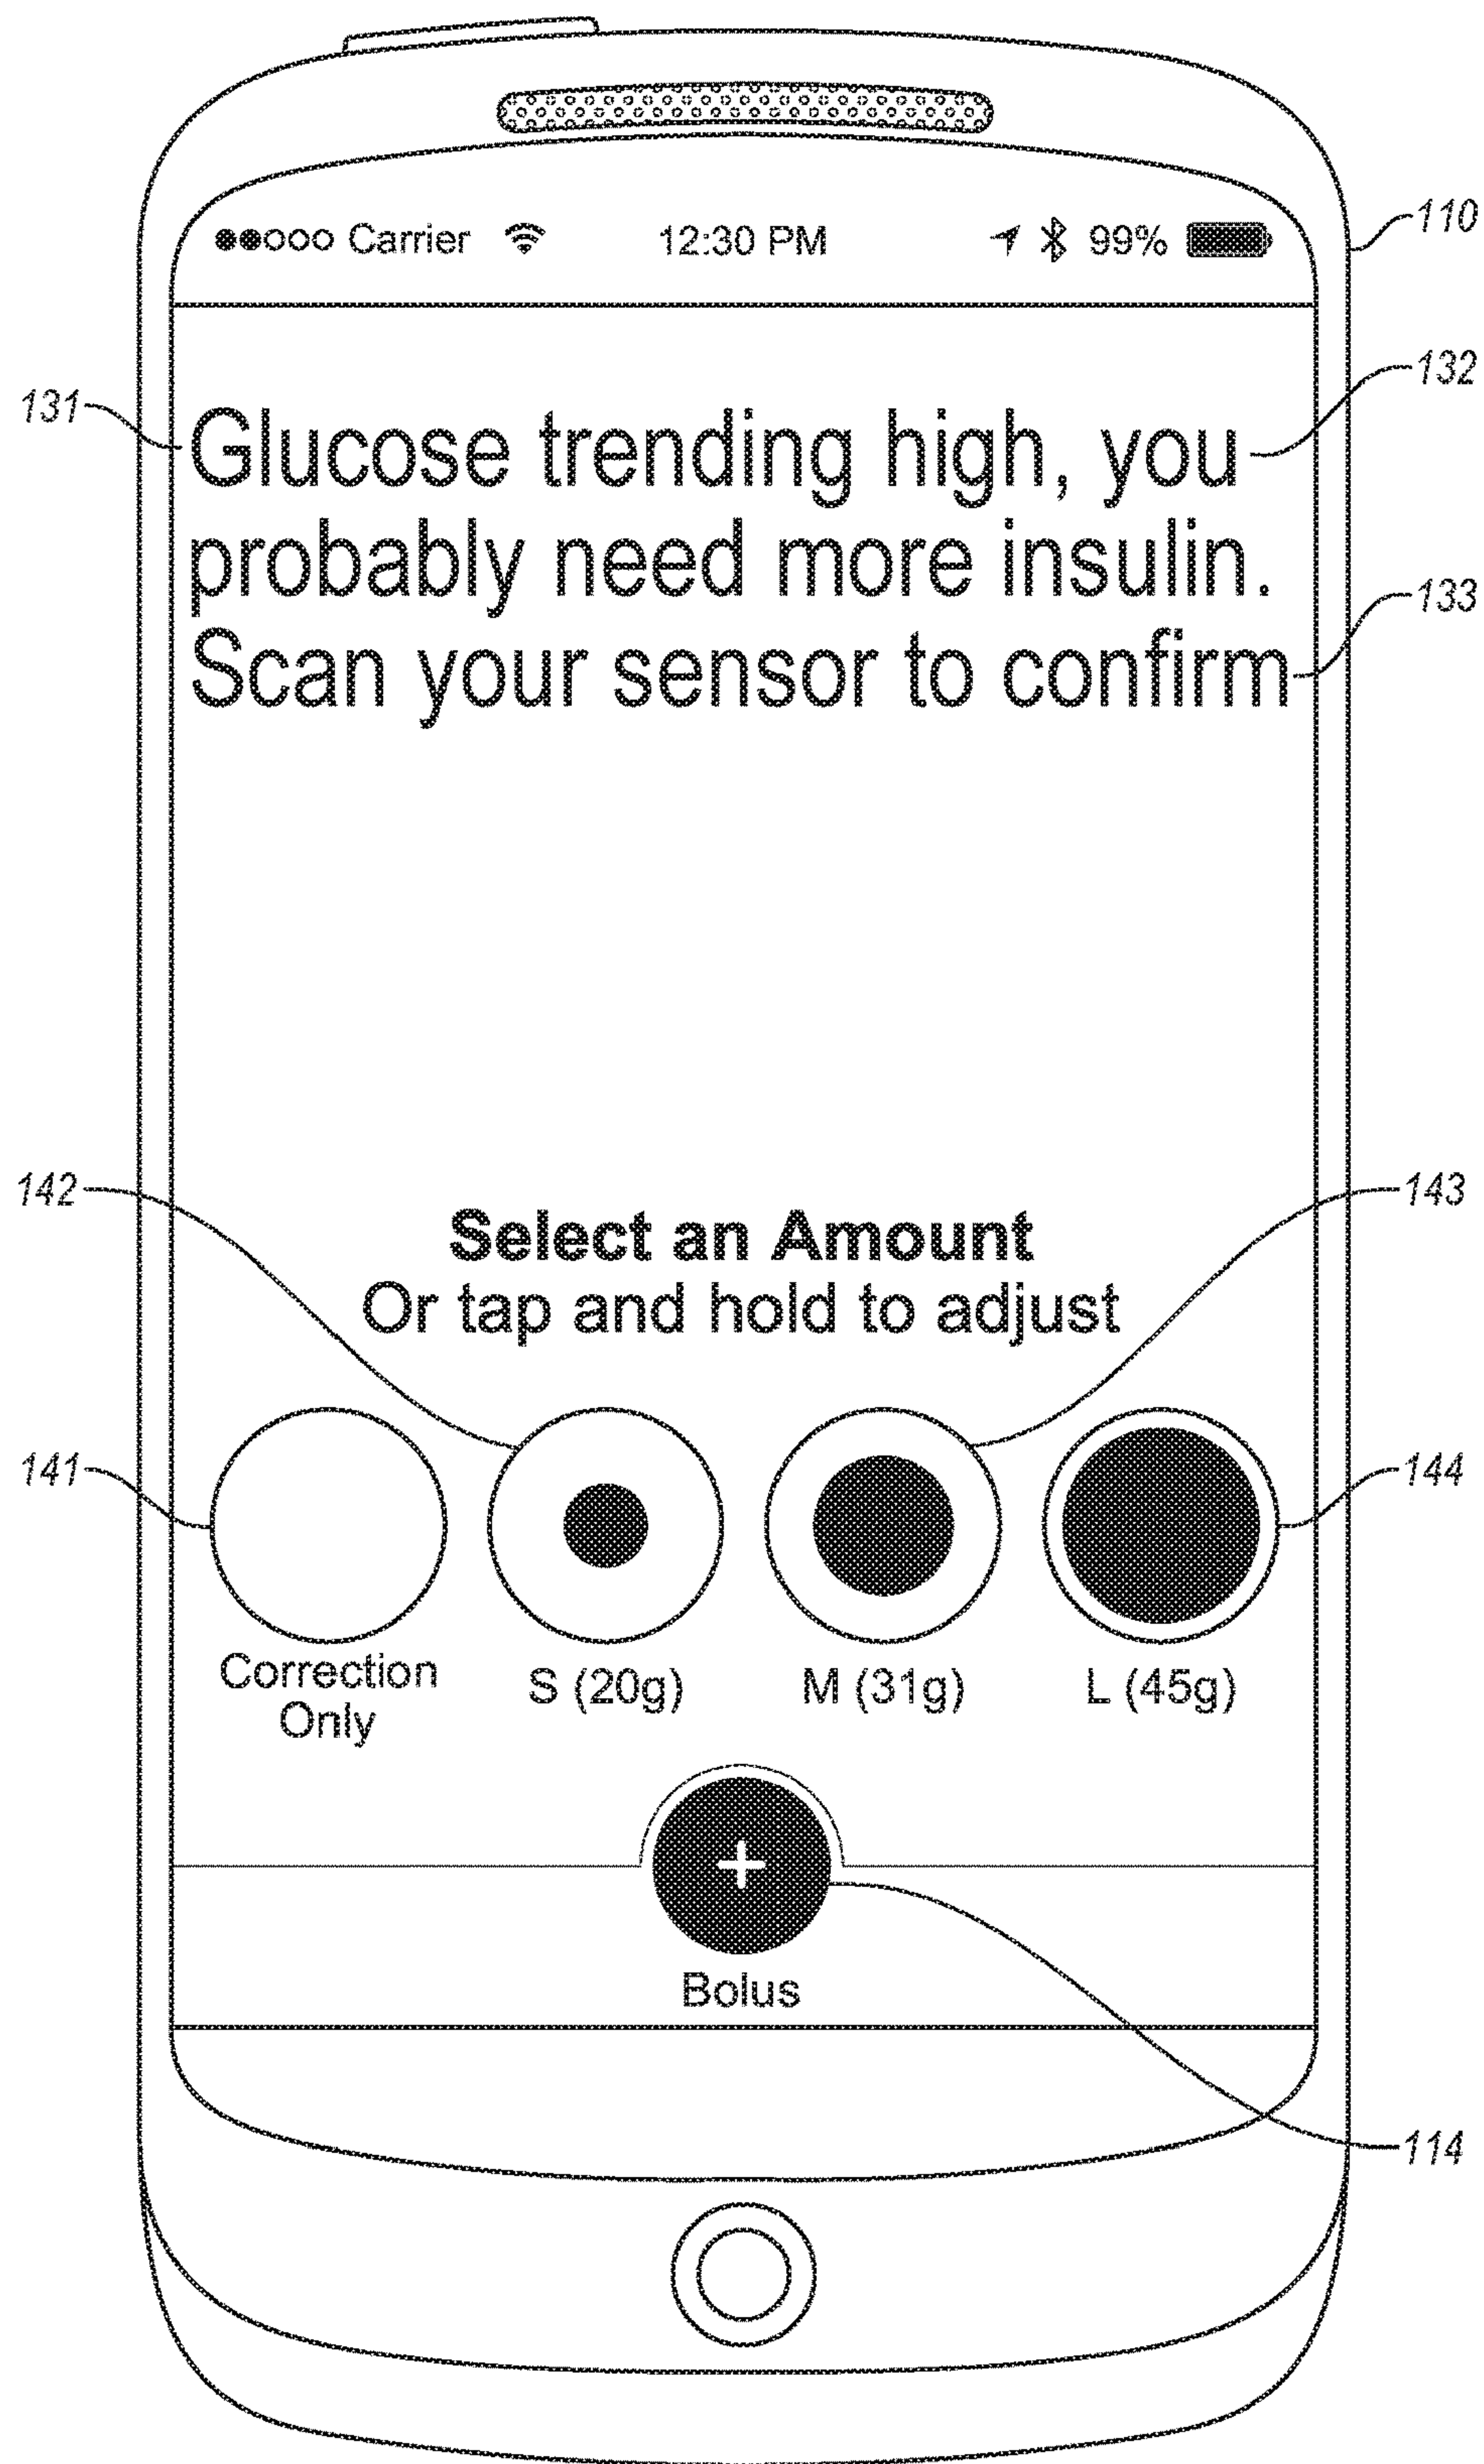 Carrier 12:30 PM 99%
110
132
131
Glucose trending high, you
probably need more insulin.
133
Scan your sensor to confirm
142
143
Select an Amount
Or tap and hold to adjust
141
144
Correction
Only
S (20g)
M (31g)
L (45g)
+
Bolus
114